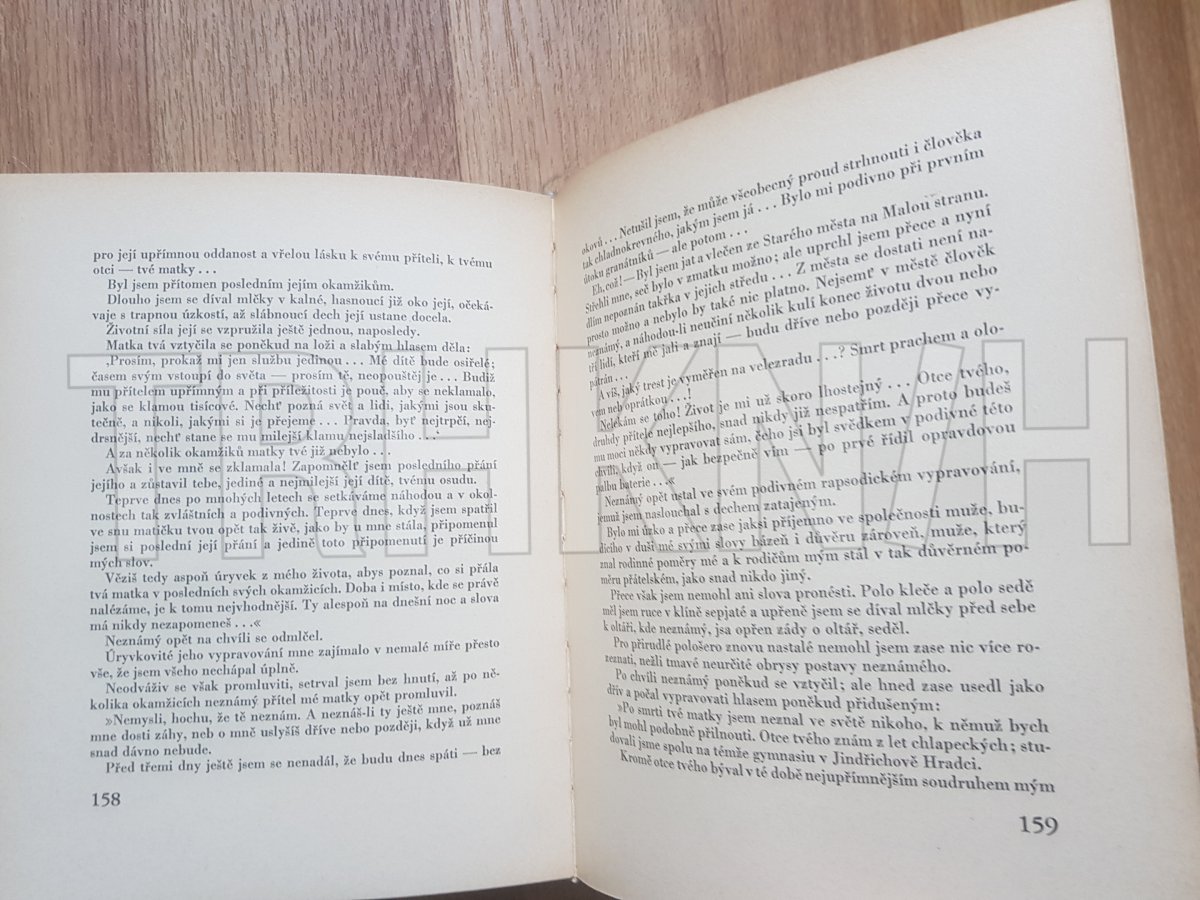 pro její upřímnou oddanost a vřelou lásku k svému příteli, k tvému
otci — tvé matky...
Byl jsem přítomen posledním jejím okamžikům.
Dlouho jsem se díval mlčky v kalné, hasnoucí již oko její, očeká-
vaje s trapnou úzkostí, až slábnoucí dech její ustane docela.
Životní síla její se vzpružila ještě jednou, naposledy.
Matka tvá vztyčila se poněkud na loži a slabým hlasem děla:
‚Prosím, prokaž mi jen službu jedinou... Mé dítě bude osiřelé;
časem svým vstoupí do světa — prosím tě, neopouštěj je... Budiž
mu přítelem upřímným a při příležitosti je pouč, aby se neklamalo,
jako se klamou tisícové. Nechť pozná svět a lidi, jakými jsou sku-
tečně, a nikoli, jakými si je přejeme... Pravda, byť nejtrpčí, nej-
drsnější, nechť stane se mu milejší klamu nejsladšího...‘
A za několik okamžiků matky tvé již nebylo...
Avšak i ve mně se zklamala! Zapomněltˇ jsem posledního přání
jejího a zůstavil tebe, jediné a nejmilejší její dítě, tvému osudu.
Teprve dnes po mnohých letech se setkáváme náhodou a v okol-
nostech tak zvláštních a podivných. Teprve dnes, když jsem spatřil
ve snu matičku tvou opět tak živě, jako by u mne stála, připomenul
jsem si poslední její přání a jedině toto připomenutí je příčinou
mých slov.
Věziš tedy aspoň úryvek z mého života, abys poznal, co si přála
tvá matka v posledních svých okamžicích. Doba i místo, kde se právě
nalézáme, je k tomu nejvhodnější. Ty alespoň na dnešní noc a slova
má nikdy nezapomeneš...«
Neznámý opět na chvíli se odmlčel.
Úryvkovité jeho vypravování mne zajímalo v nemalé míře přesto
vše, že jsem všeho nechápal úplně.
Neodváživ se však promluviti, setrval jsem bez hnutí, až po ně-
kolika okamžicích neznámý přítel mé matky opět promluvil.
»Nemysli, hochu, že tě neznám. A neznáš-li ty ještě mne, poznáš
mne dosti záhy, neb o mně uslyšíš dříve nebo později, když už mne
snad dávno nebude.
Před třemi dny ještě jsem se nenadál, že budu dnes spáti — bez
158
okovů... Netušil jsem, že může všeobecný proud strhnouti i člověka
tak chladnokrevného, jakým jsem já... Bylo mi podivno při prvním
útoku granátníků — ale potom...
Eh, což! — Byl jsem jat a vlečen ze Starého města na Malou stranu.
Střehli mne, seč bylo v zmatku možno; ale uprchl jsem přece a nyní
dlím nepoznán takřka v jejich středu... Z města se dostati není na-
prosto možno a nebylo by také nic platno. Nejsemť v městě člověk
neznámý, a náhodou-li neučiní několik kulí konec životu dvou nebo
tří lidí, kteří mě jali a znají — budu dříve nebo později přece vy-
pátrán...
A víš, jaký trest je vyměřen na velezradu...? Smrt prachem a olo-
vem nebo oprátkou...!
Nelekám se toho! Život je mi už skoro lhostejný... Otce tvého,
druhdy přítele nejlepšího, snad nikdy již nespatřím. A proto budeš
mu moci někdy vypravovat sám, čeho jsi byl svědkem v podivné této
chvíli, když on — jak bezpečně vím — po prvé řídil opravdovou
palbu baterie...«
Neznámý opět ustal ve svém podivném rapsodickém vypravování,
jemuž jsem naslouchal s dechem zatajeným.
Bylo mi úzko a přece zase jaksi příjemno ve společnosti muže, bu-
dícího v duši mé svými slovy bázeň i důvěru zároveň, muže, který
znal rodinné poměry mé a k rodičům mým stál v tak důvěrném po-
měru přátelském, jako snad nikdo jiný.
Přece však jsem nemohl ani slova pronésti. Polo kleče a polo sedě
měl jsem ruce v klíně sepjaté a upřeně jsem se díval mlčky před sebe
k oltáři, kde neznámý, jsa opřen zády o oltář, seděl.
Pro přirudlé pološero znovu nastalé nemohl jsem zase nic více ro-
zeznati, nežli tmavé neurčité obrysy postavy neznámého.
Po chvíli neznámý poněkud se vztyčil; ale hned zase usedl jako
dřív a počal vypravovati hlasem poněkud přidušeným:
»Po smrti tvé matky jsem neznal ve světě nikoho, k němuž bych
byl mohl podobně přilnouti. Otce tvého znám z let chlapeckých; stu-
dovali jsme spolu na témže gymnasiu v Jindřichově Hradci.
Kromě otce tvého býval v té době nejupřímnějším soudruhem mým
159
TRHKNIH